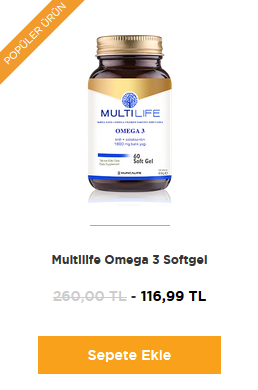 POPÜLER ÜRÜN
MULTILIFE
OMEGA 3
60
Soft Gel
Multilife Omega 3 Softgel
260,00 TL - 116,99 TL
Sepete Ekle